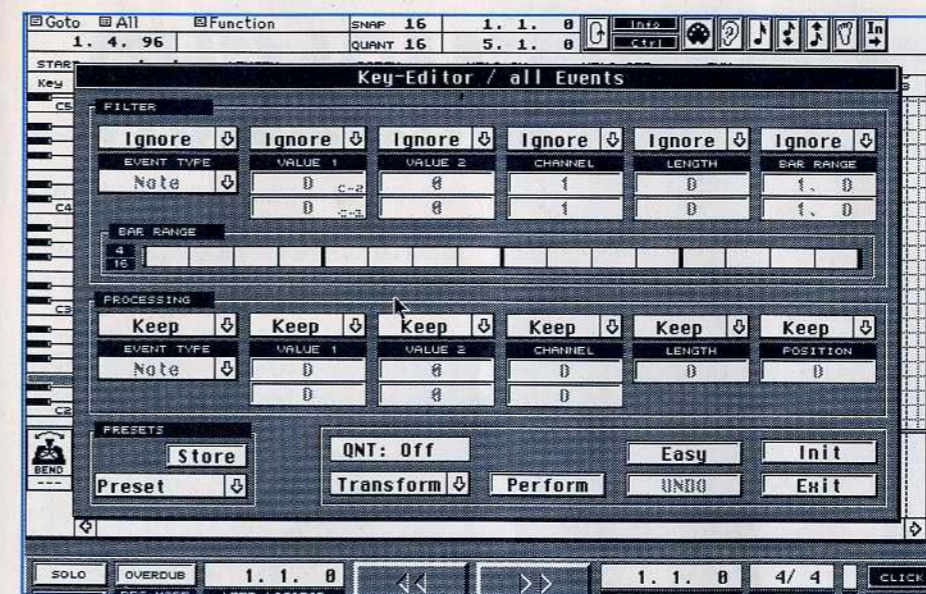 Goto All Function SNAP 16 1. 1. 0 Info In
1. 4. 96 QUANT 16 5. 1. 0 Ctrl
START
Key Key-Editor / all Events
C5 FILTER
Ignore Ignore Ignore Ignore Ignore Ignore
EVENT TYPE VALUE 1 VALUE 2 CHANNEL LENGTH BAR RANGE
Note 0 C-2 0 1 0 1. 0
C4 0 C-2 0 1 0 1. 0
BAR RANGE
4
16
PROCESSING
C3 Keep Keep Keep Keep Keep Keep
EVENT TYPE VALUE 1 VALUE 2 CHANNEL LENGTH POSITION
Note 0 0 0 0 0
C2 0 0 0
PRESETS
Store QNT: Off Easy Init
BEND
--- Preset Transform Perform UNDO Exit
SOLO OVERDUB 1. 1. 0 << >> 1. 1. 0 4/ 4 CLICK